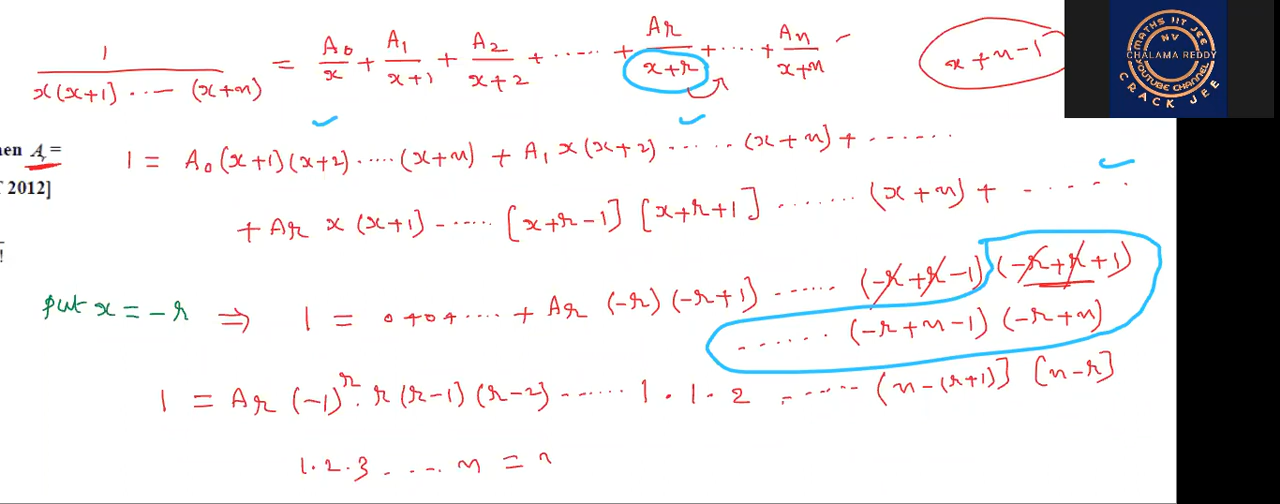 1/(x(x+1) ---- (x+n)) = A₀/x + A₁/(x+1) + A₂/(x+2) + ...... + Ar/(x+r) + .... + An/(x+n)
x+n-1
MATHS IIT JEE
NV
CHALAMA REDDY
YOUTUBE CHANNEL
CRACK JEE
1 = A₀(x+1)(x+2).....(x+n) + A₁ x(x+2) ...... (x+n) + .......
en A, =
2012]
+ Ar x (x+1) ------ [x+r-1] [x+r+1] ....... (x+n) + ......
!
put x = -r ⇒ 1 = 0+0+.... + Ar (-r)(-r+1) ...... (-r+r-1) (-r+r+1)
...... (-r+n-1) (-r+n)
1 = Ar (-1)ʳ. r (r-1) (r-2) ...... 1 . 1 . 2 ...... (n-(r+1)] [n-r]
1.2.3 ..... n =